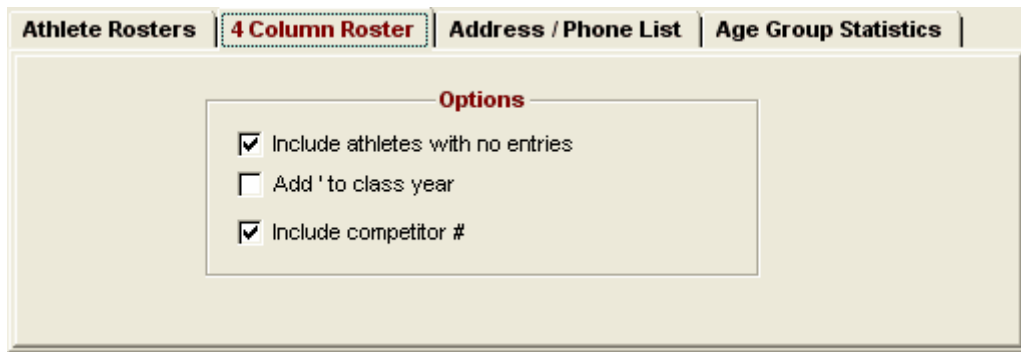 Athlete Rosters 4 Column Roster Address / Phone List Age Group Statistics
Options
Include athletes with no entries
Add ' to class year
Include competitor #